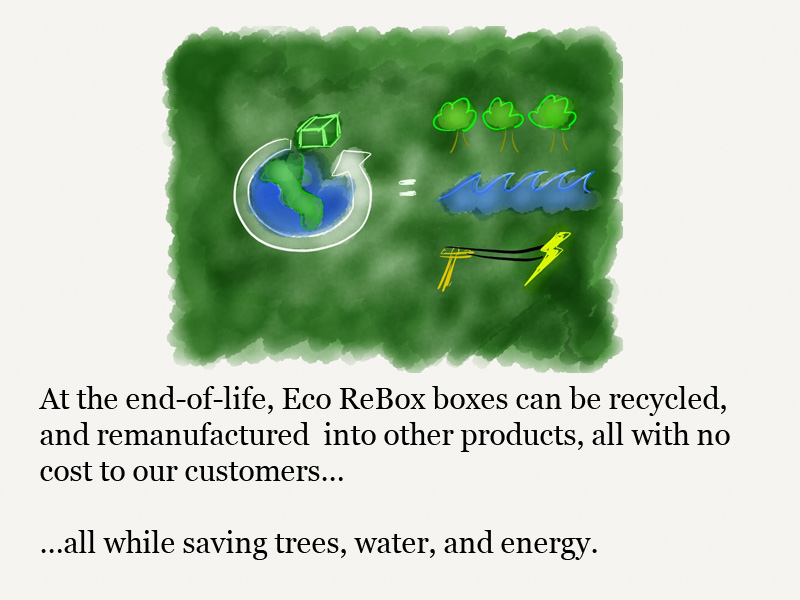 At the end-of-life, Eco ReBox boxes can be recycled,
and remanufactured  into other products, all with no
cost to our customers...
...all while saving trees, water, and energy.